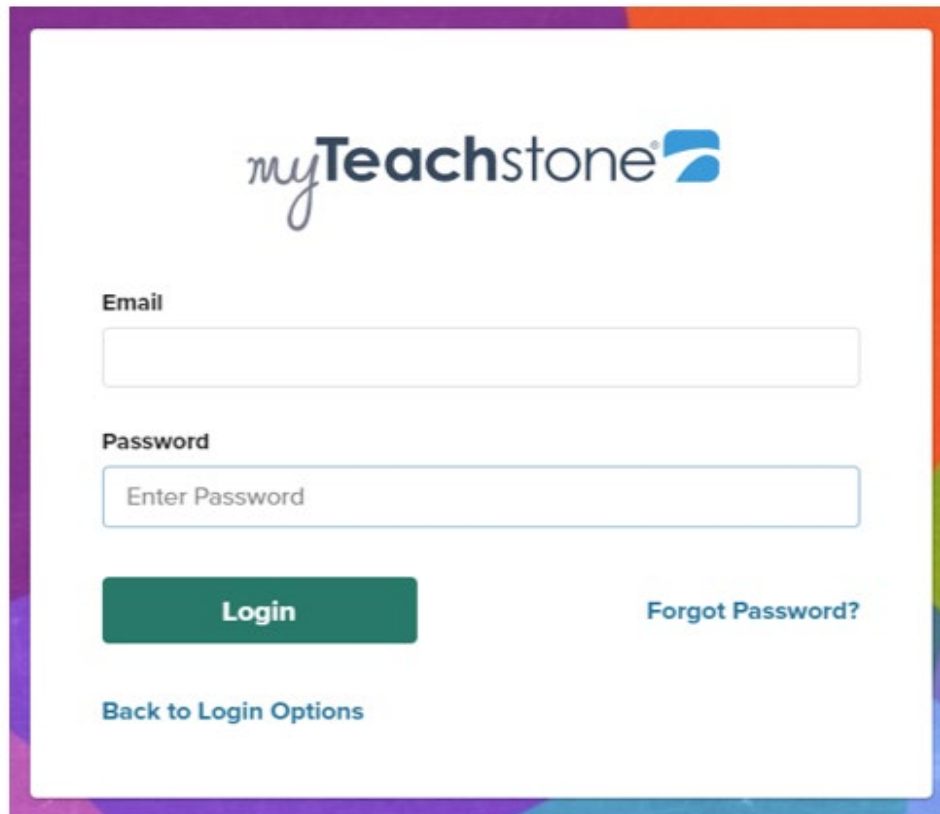 myTeachstone®
Email
Password
Enter Password
Login
Forgot Password?
Back to Login Options